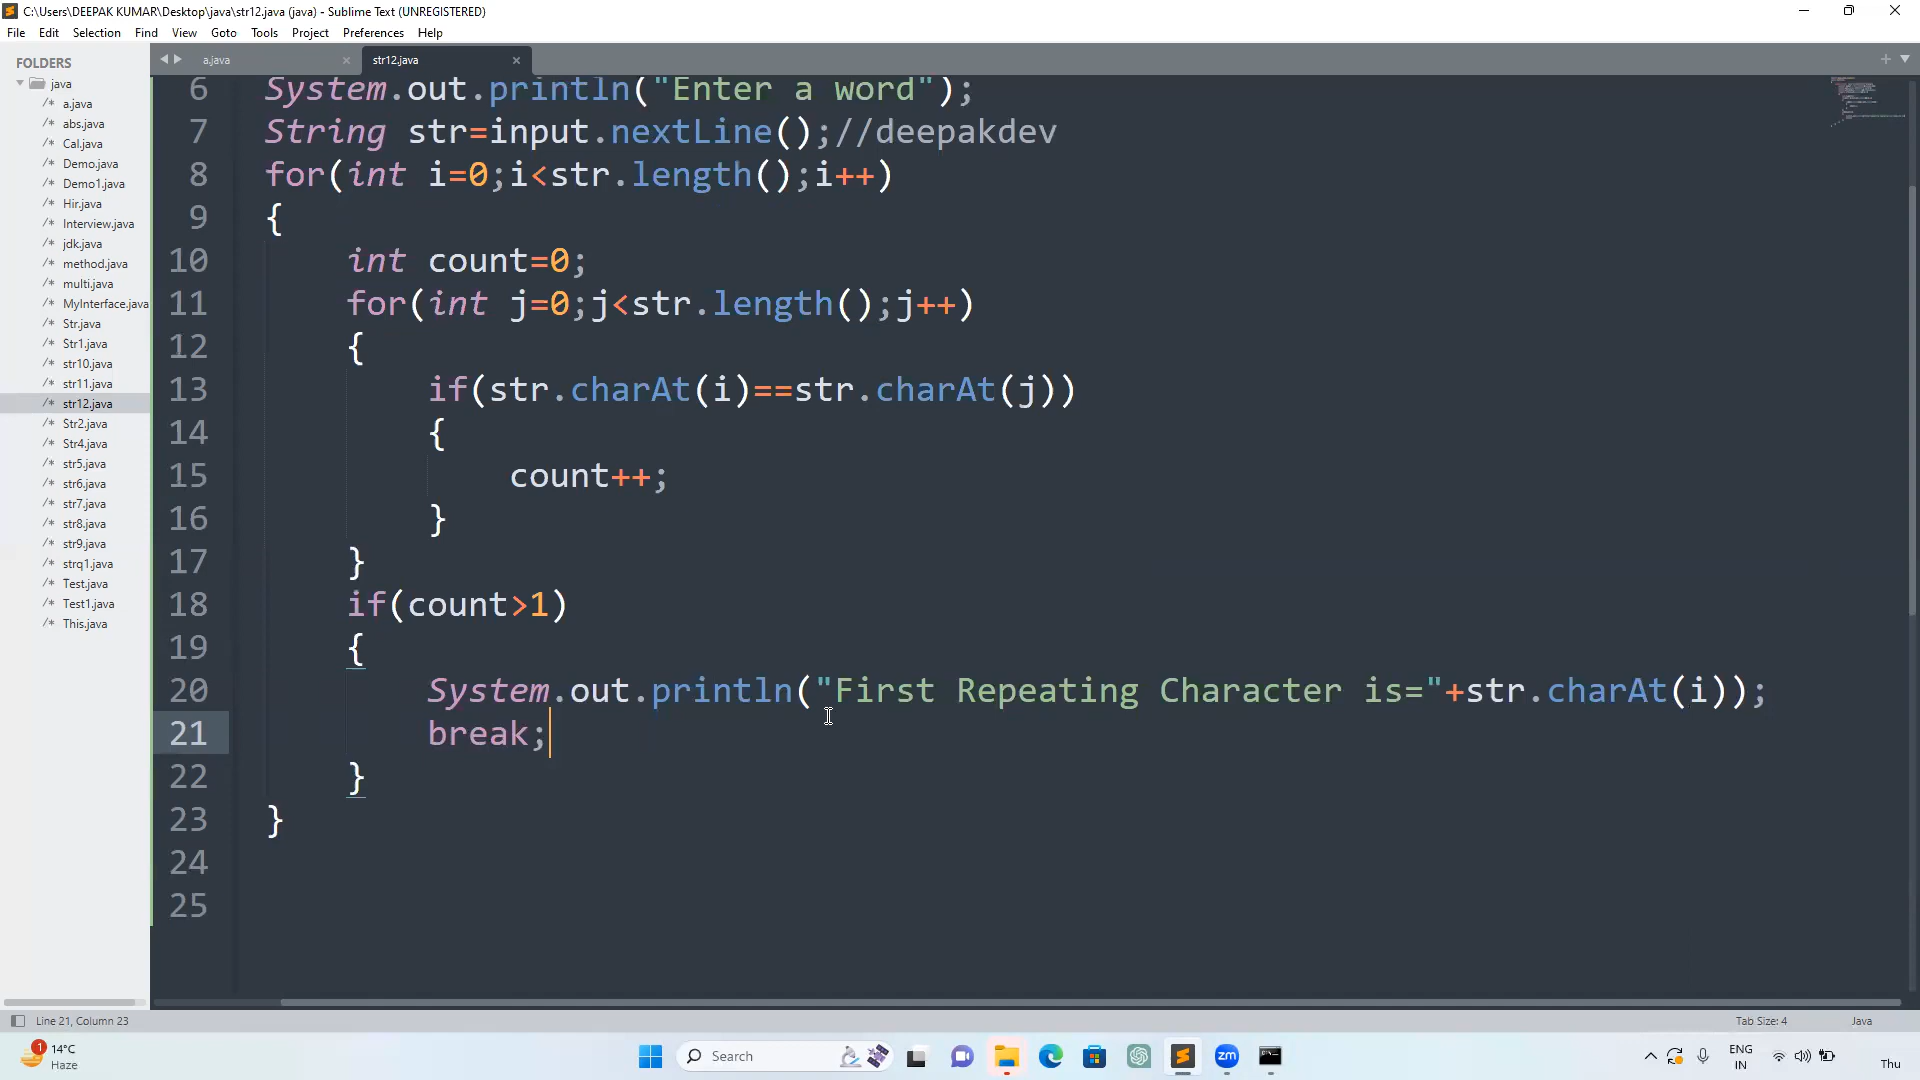 C:\Users\DEEPAK KUMAR\Desktop\java\str12.java (java) - Sublime Text (UNREGISTERED)
File Edit Selection Find View Goto Tools Project Preferences Help
FOLDERS
java
/* a.java
/* abs.java
/* Cal.java
/* Demo.java
/* Demo1.java
/* Hir.java
/* Interview.java
/* jdk.java
/* method.java
/* multi.java
/* MyInterface.java
/* Str.java
/* Str1.java
/* str10.java
/* str11.java
/* str12.java
/* Str2.java
/* Str4.java
/* str5.java
/* str6.java
/* str7.java
/* str8.java
/* str9.java
/* strq1.java
/* Test.java
/* Test1.java
/* This.java
a.java str12.java
6 System.out.println("Enter a word");
7 String str=input.nextLine();//deepakdev
8 for(int i=0;i<str.length();i++)
9 {
10 int count=0;
11 for(int j=0;j<str.length();j++)
12 {
13 if(str.charAt(i)==str.charAt(j))
14 {
15 count++;
16 }
17 }
18 if(count>1)
19 {
20 System.out.println("First Repeating Character is="+str.charAt(i));
21 break;
22 }
23 }
24
25
Line 21, Column 23 Tab Size: 4 Java
1 14°C
Haze
Search
zm
ENG
IN
Thu